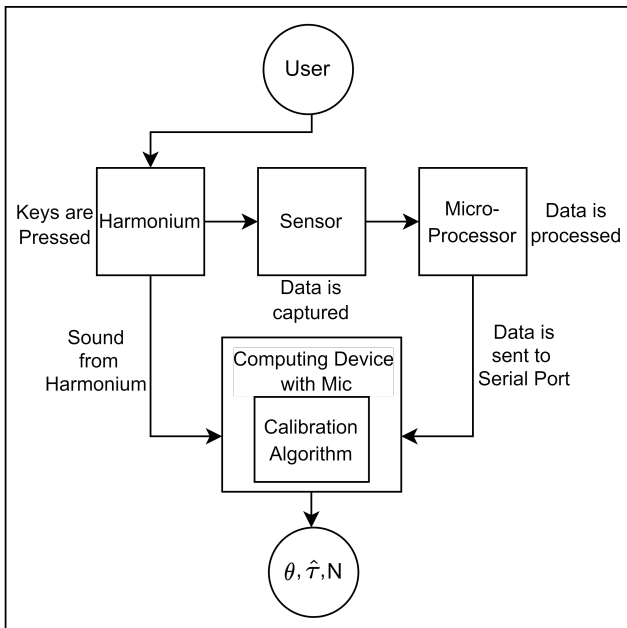 User
Keys are
Pressed
Harmonium
Sensor
Micro-
Processor
Data is
processed
Data is
captured
Sound
from
Harmonium
Data is
sent to
Serial Port
Computing Device
with Mic
Calibration
Algorithm
θ, τ̂,N